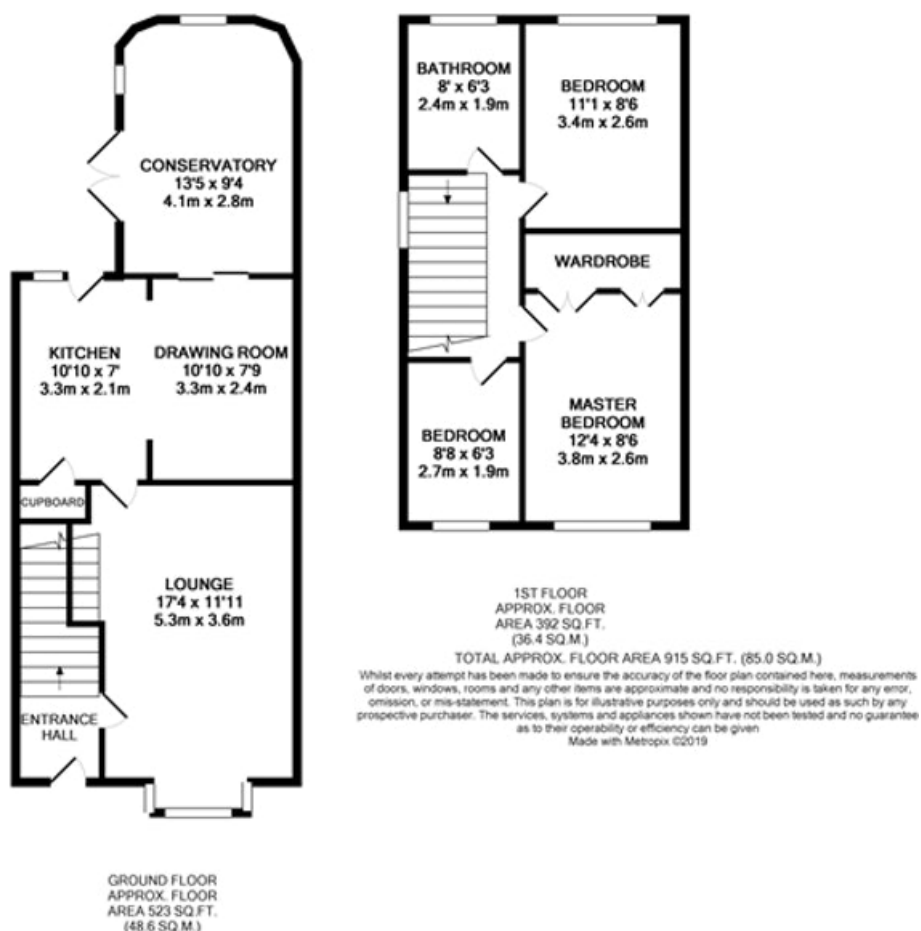 CONSERVATORY
13'5 x 9'4
4.1m x 2.8m
KITCHEN
10'10 x 7'
3.3m x 2.1m
DRAWING ROOM
10'10 x 7'9
3.3m x 2.4m
CUPBOARD
LOUNGE
17'4 x 11'11
5.3m x 3.6m
ENTRANCE
HALL
GROUND FLOOR
APPROX. FLOOR
AREA 523 SQ.FT.
(48.6 SQ.M.)
BATHROOM
8' x 6'3
2.4m x 1.9m
BEDROOM
11'1 x 8'6
3.4m x 2.6m
WARDROBE
MASTER
BEDROOM
12'4 x 8'6
3.8m x 2.6m
BEDROOM
8'8 x 6'3
2.7m x 1.9m
1ST FLOOR
APPROX. FLOOR
AREA 392 SQ.FT.
(36.4 SQ.M.)
TOTAL APPROX. FLOOR AREA 915 SQ.FT. (85.0 SQ.M.)
Whilst every attempt has been made to ensure the accuracy of the floor plan contained here, measurements
of doors, windows, rooms and any other items are approximate and no responsibility is taken for any error,
omission, or mis-statement. This plan is for illustrative purposes only and should be used as such by any
prospective purchaser. The services, systems and appliances shown have not been tested and no guarantee
as to their operability or efficiency can be given
Made with Metropix ©2019